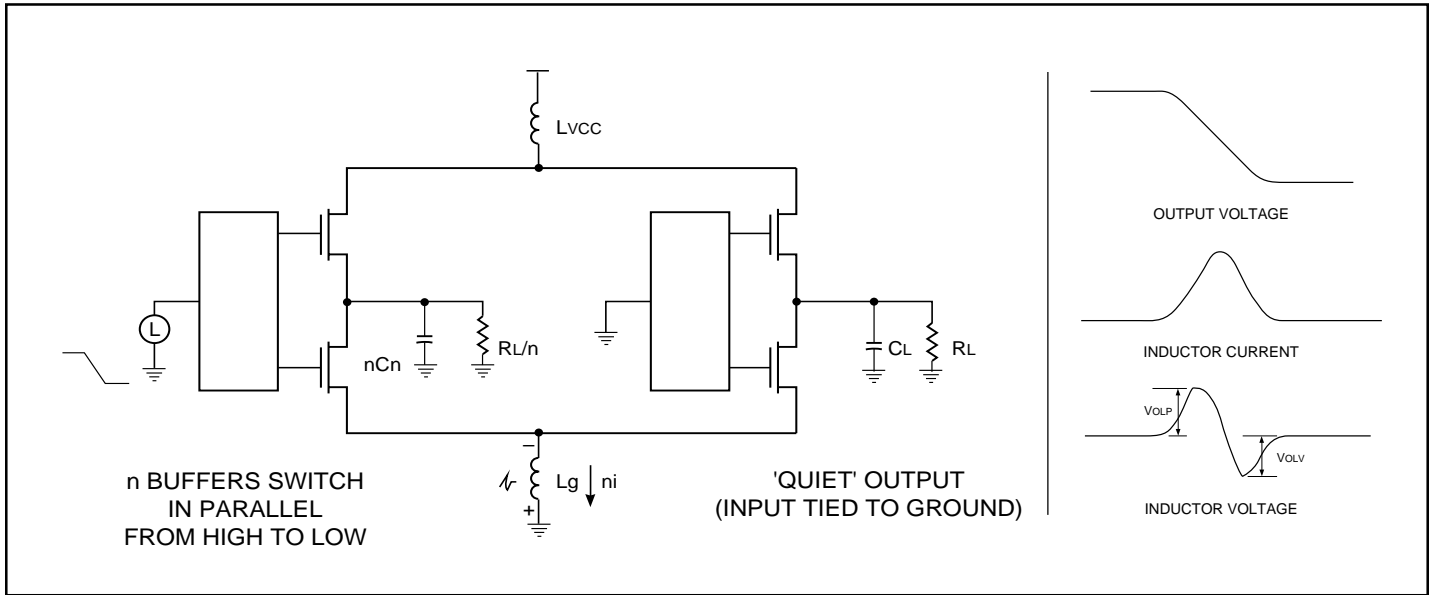 LVCC
L
nCn
RL/n
CL
RL
−
Lg
ni
+
n BUFFERS SWITCH
IN PARALLEL
FROM HIGH TO LOW
'QUIET' OUTPUT
(INPUT TIED TO GROUND)
OUTPUT VOLTAGE
INDUCTOR CURRENT
VOLP
VOLV
INDUCTOR VOLTAGE